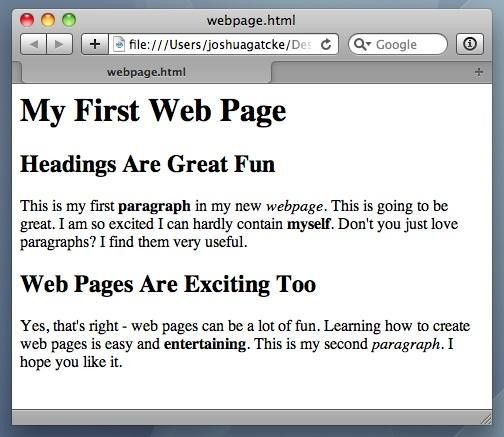 webpage.html
file:///Users/joshuagatcke/Des
Google
webpage.html
My First Web Page
Headings Are Great Fun
This is my first paragraph in my new webpage. This is going to be
great. I am so excited I can hardly contain myself. Don't you just love
paragraphs? I find them very useful.
Web Pages Are Exciting Too
Yes, that's right - web pages can be a lot of fun. Learning how to create
web pages is easy and entertaining. This is my second paragraph. I
hope you like it.